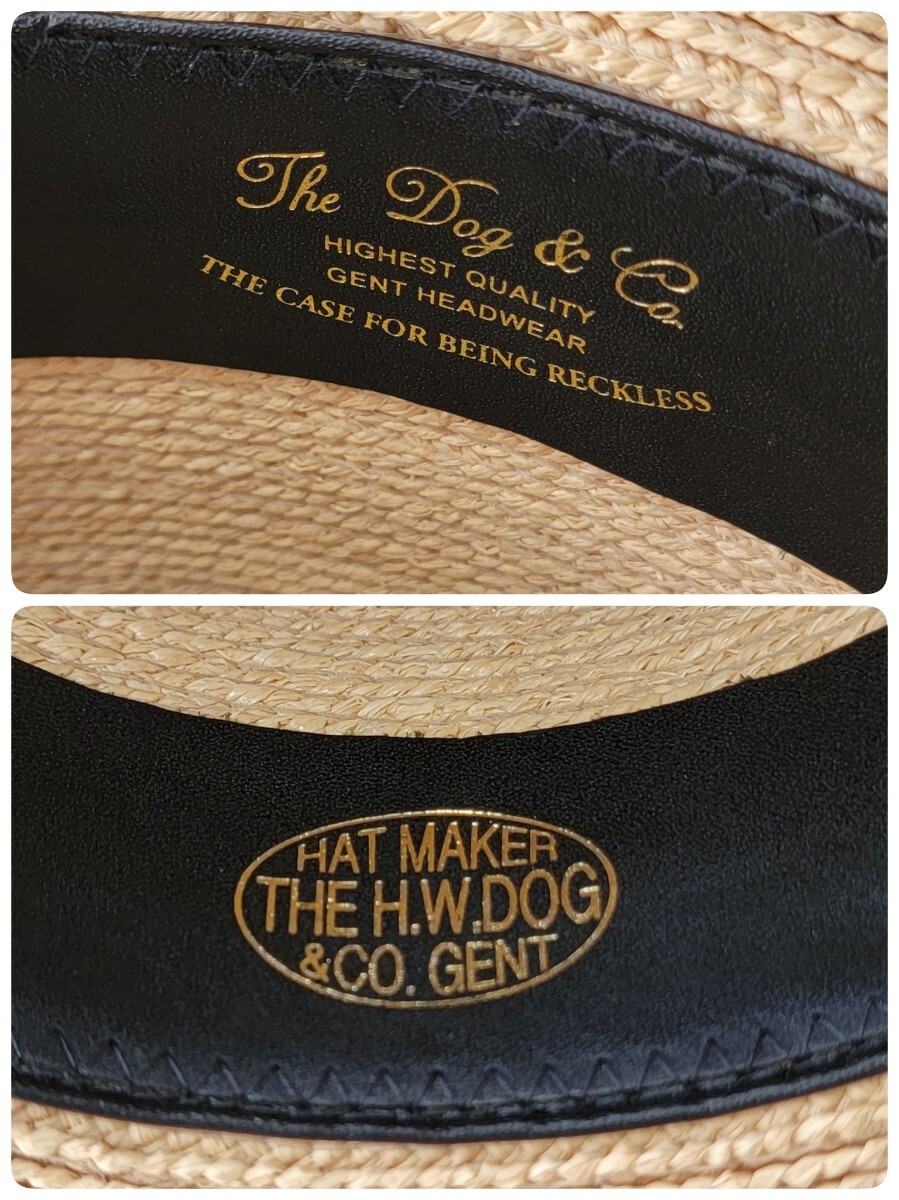 The Dog & Co.
HIGHEST QUALITY
GENT HEADWEAR
THE CASE FOR BEING RECKLESS
HAT MAKER
THE H.W.DOG
&CO. GENT